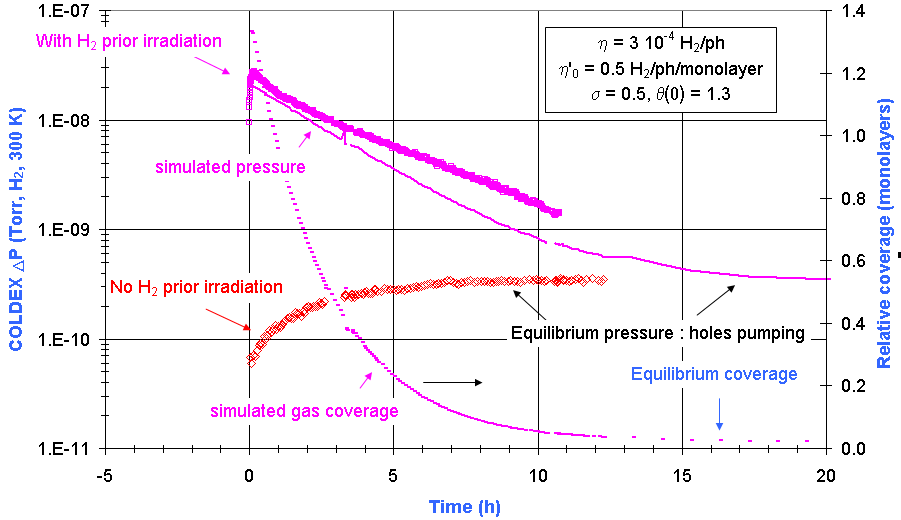 COLDEX ΔP (Torr, H₂, 300 K)
1.E-07
1.E-08
1.E-09
1.E-10
1.E-11
With H₂ prior irradiation
η = 3 10⁻⁴ H₂/ph
η'₀ = 0.5 H₂/ph/monolayer
σ = 0.5, θ(0) = 1.3
simulated pressure
No H₂ prior irradiation
Equilibrium pressure : holes pumping
Equilibrium coverage
simulated gas coverage
1.4
1.2
1.0
0.8
0.6
0.4
0.2
0.0
Relative coverage (monolayers)
-5
0
5
10
15
20
Time (h)